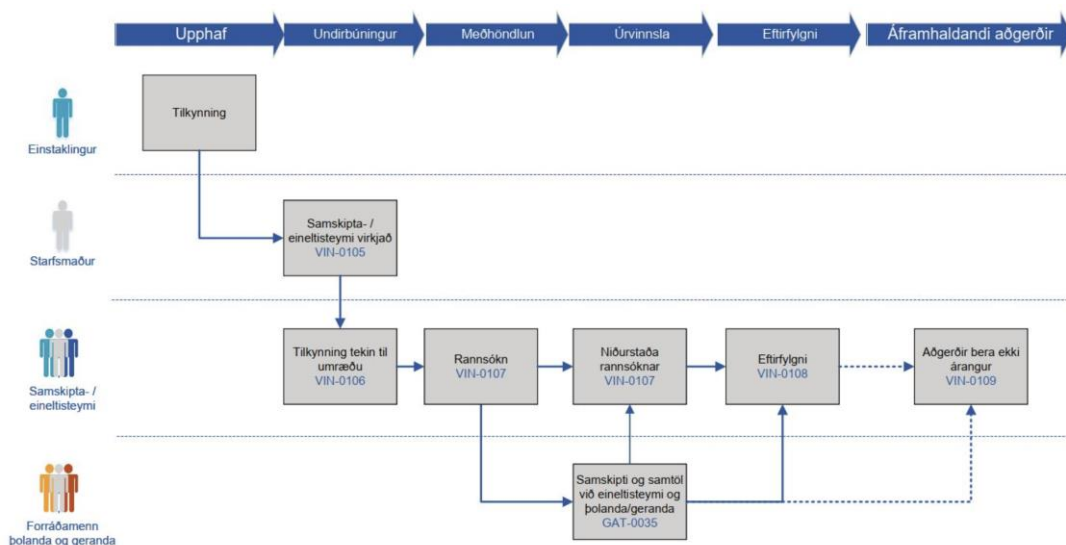 Upphaf
Undirbúningur
Meðhöndlun
Úrvinnsla
Eftirfylgni
Áframhaldandi aðgerðir
Einstaklingur
Tilkynning
Starfsmaður
Samskipta- /
eineltisteymi virkjað
VIN-0105
Samskipta- /
eineltisteymi
Tilkynning tekin til
umræðu
VIN-0106
Rannsókn
VIN-0107
Niðurstaða
rannsóknar
VIN-0107
Eftirfylgni
VIN-0108
Aðgerðir bera ekki
árangur
VIN-0109
Forráðamenn
þolanda og geranda
Samskipti og samtöl
við eineltisteymi og
þolanda/geranda
GAT-0035